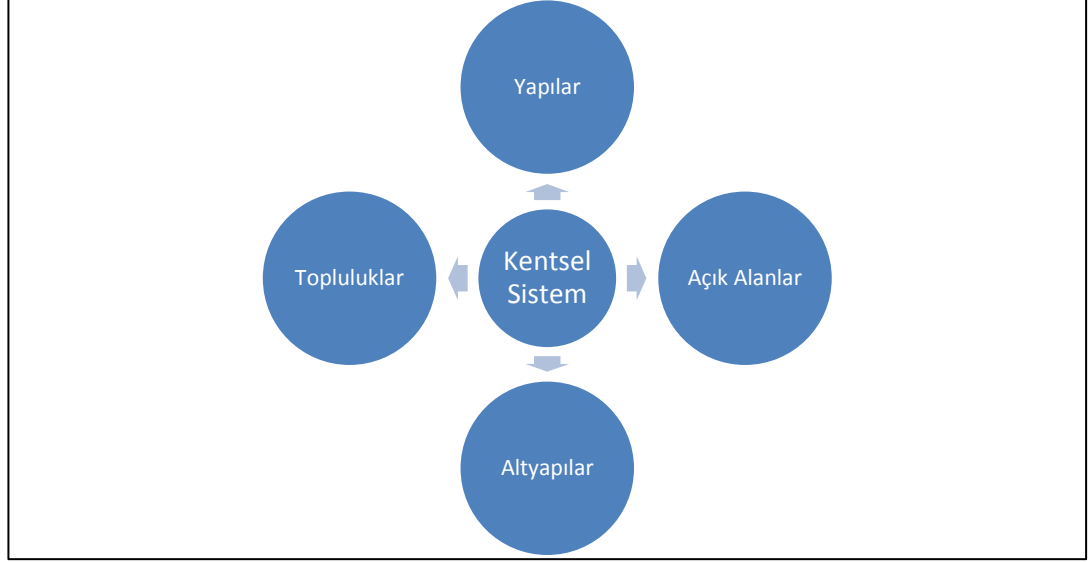 Yapılar
Topluluklar
Kentsel
Sistem
Açık Alanlar
Altyapılar